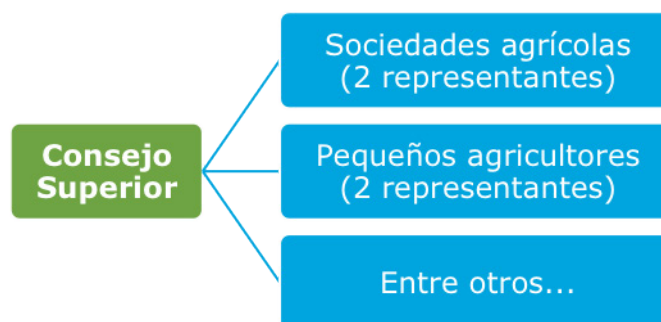 Sociedades agrícolas
(2 representantes)
Consejo
Superior
Pequeños agricultores
(2 representantes)
Entre otros...